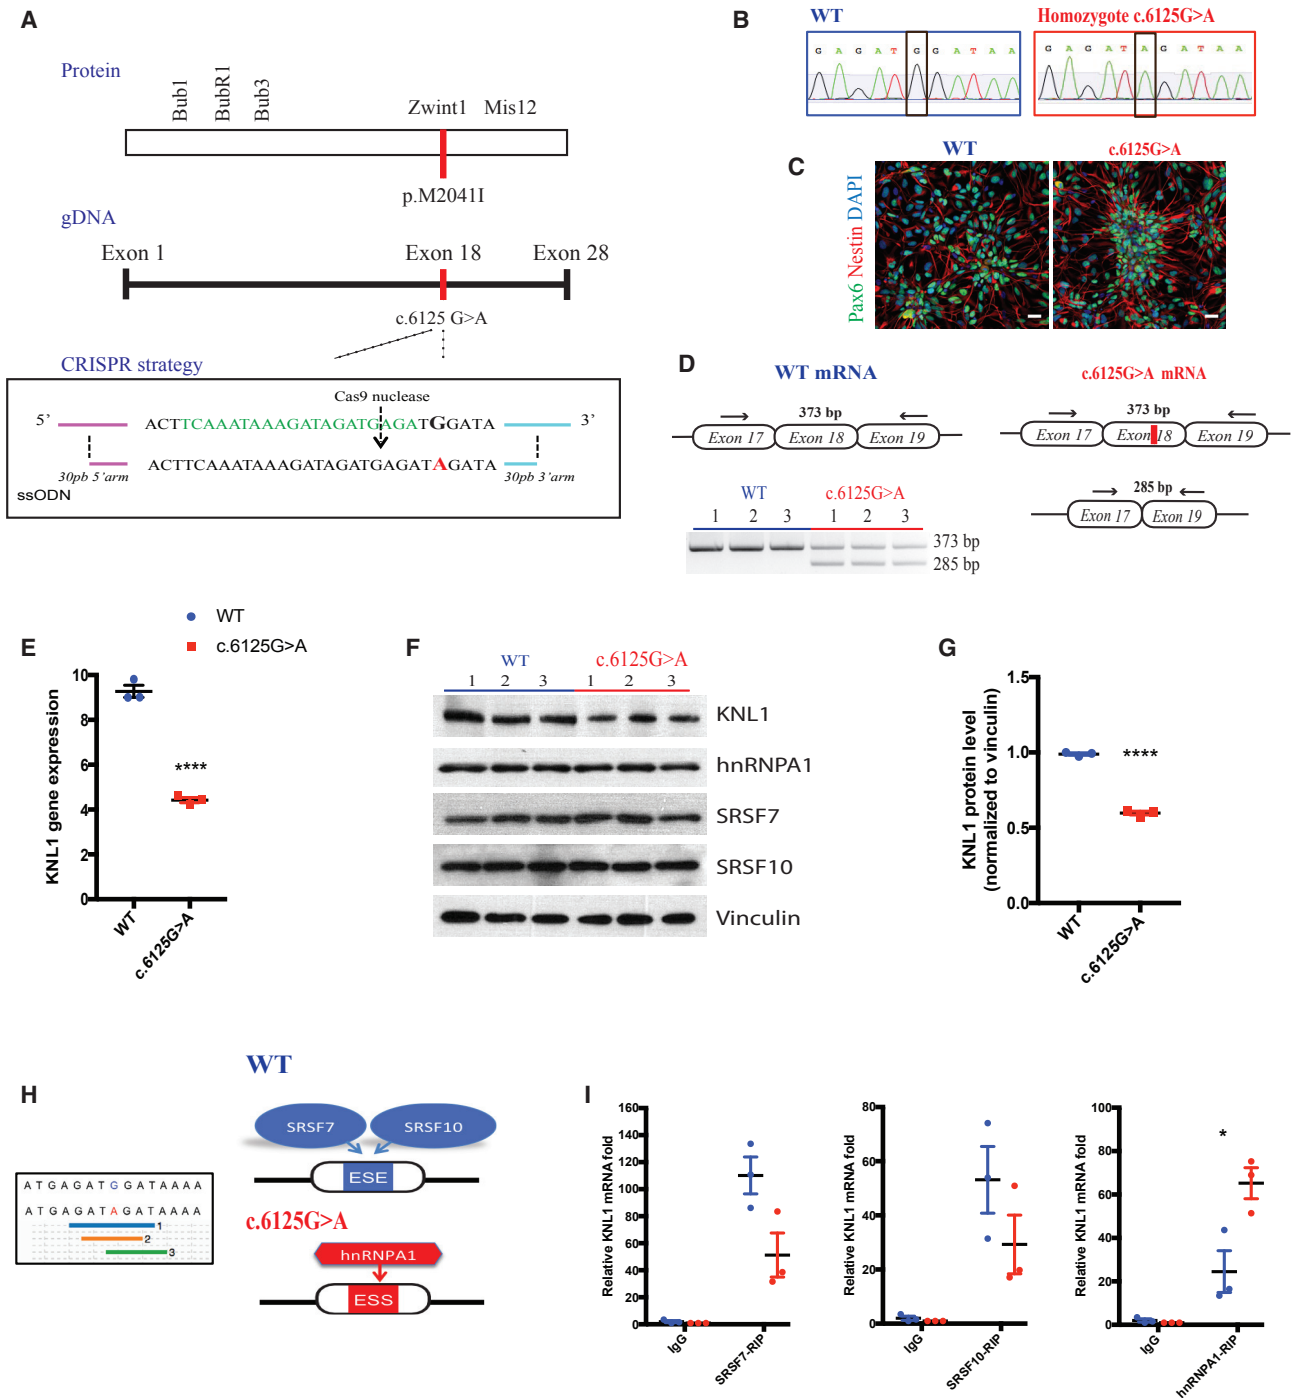 A
Protein
Bub1
BubR1
Bub3
Zwint1 Mis12
p.M2041I
gDNA
Exon 1 Exon 18 Exon 28
c.6125 G>A
CRISPR strategy
Cas9 nuclease
5’ ACTTCAAATAAAGATAGATGAGATGGATA 3’
ACTTCAAATAAAGATAGATGAGATAGATA
30pb 5’arm 30pb 3’arm
ssODN
B
WT Homozygote c.6125G>A
G A G A T G G A T A A
G A G A T A G A T A A
C
WT c.6125G>A
Pax6 Nestin DAPI
D
WT mRNA c.6125G>A mRNA
373 bp
Exon 17 Exon 18 Exon 19
373 bp
Exon 17 Exon 18 Exon 19
285 bp
Exon 17 Exon 19
WT c.6125G>A
1 2 3 1 2 3
373 bp
285 bp
WT
c.6125G>A
E
KNL1 gene expression
10
8
6
4
2
0
****
WT
c.6125G>A
F
WT c.6125G>A
1 2 3 1 2 3
KNL1
hnRNPA1
SRSF7
SRSF10
Vinculin
G
KNL1 protein level
(normalized to vinculin)
1.5
1.0
0.5
0.0
****
WT
c.6125G>A
H
A T G A G A T G G A T A A A A
A T G A G A T A G A T A A A A
1
2
3
WT
SRSF7 SRSF10
ESE
c.6125G>A
hnRNPA1
ESS
I
Relative KNL1 mRNA fold
160
140
120
100
80
60
40
20
0
IgG
SRSF7-RIP
Relative KNL1 mRNA fold
80
60
40
20
0
IgG
SRSF10-RIP
Relative KNL1 mRNA fold
100
80
60
40
20
0
*
IgG
hnRNPA1-RIP